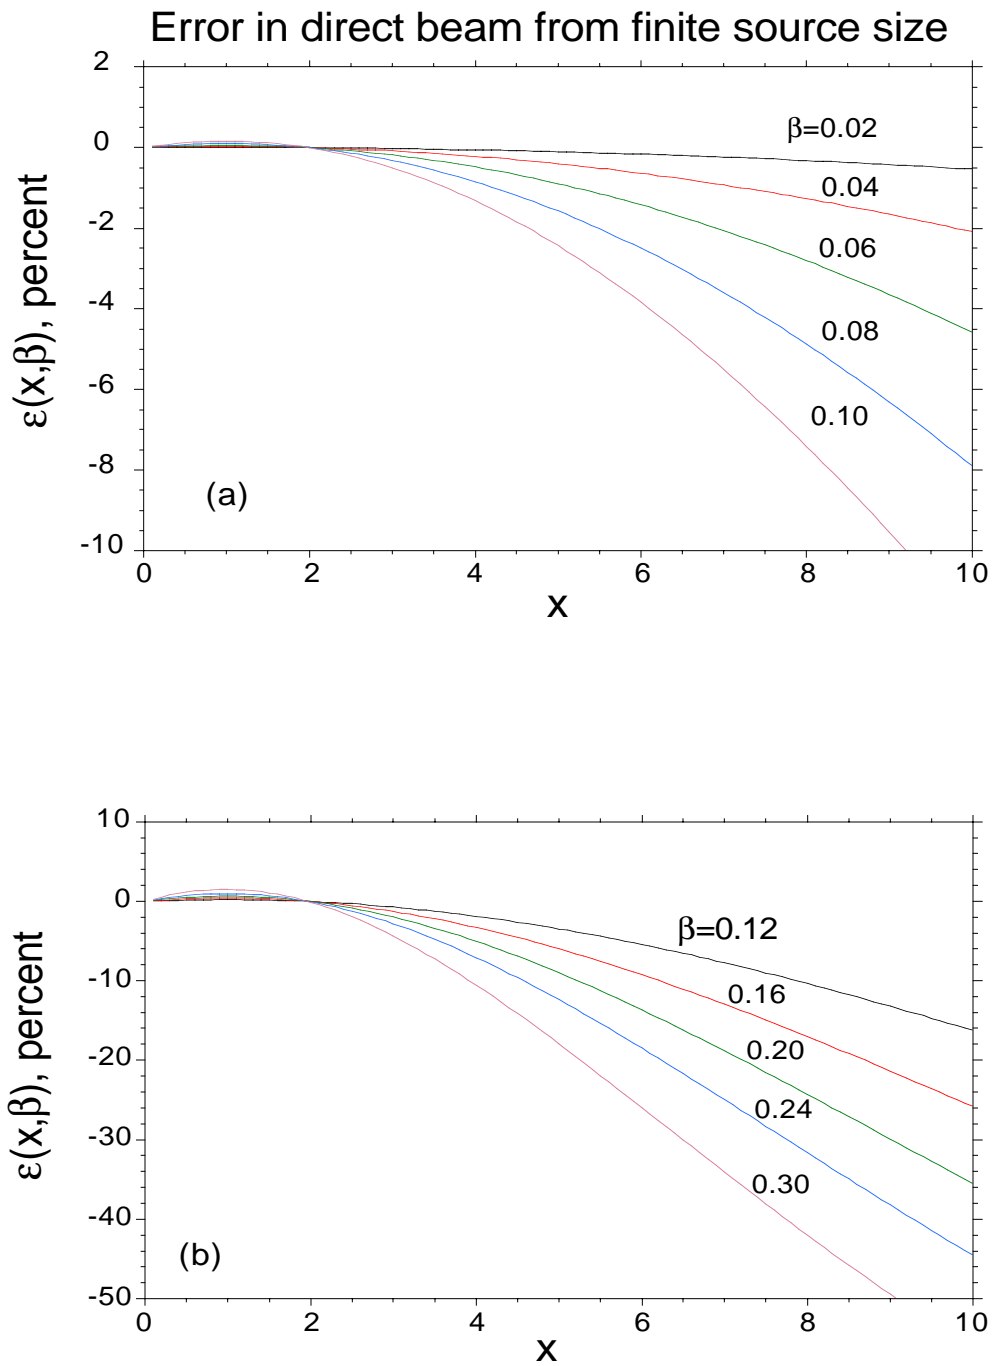 Error in direct beam from finite source size
2
0
-2
-4
-6
-8
-10
ε(x,β), percent
β=0.02
0.04
0.06
0.08
0.10
(a)
0 2 4 6 8 10
x
10
0
-10
-20
-30
-40
-50
ε(x,β), percent
β=0.12
0.16
0.20
0.24
0.30
(b)
0 2 4 6 8 10
x